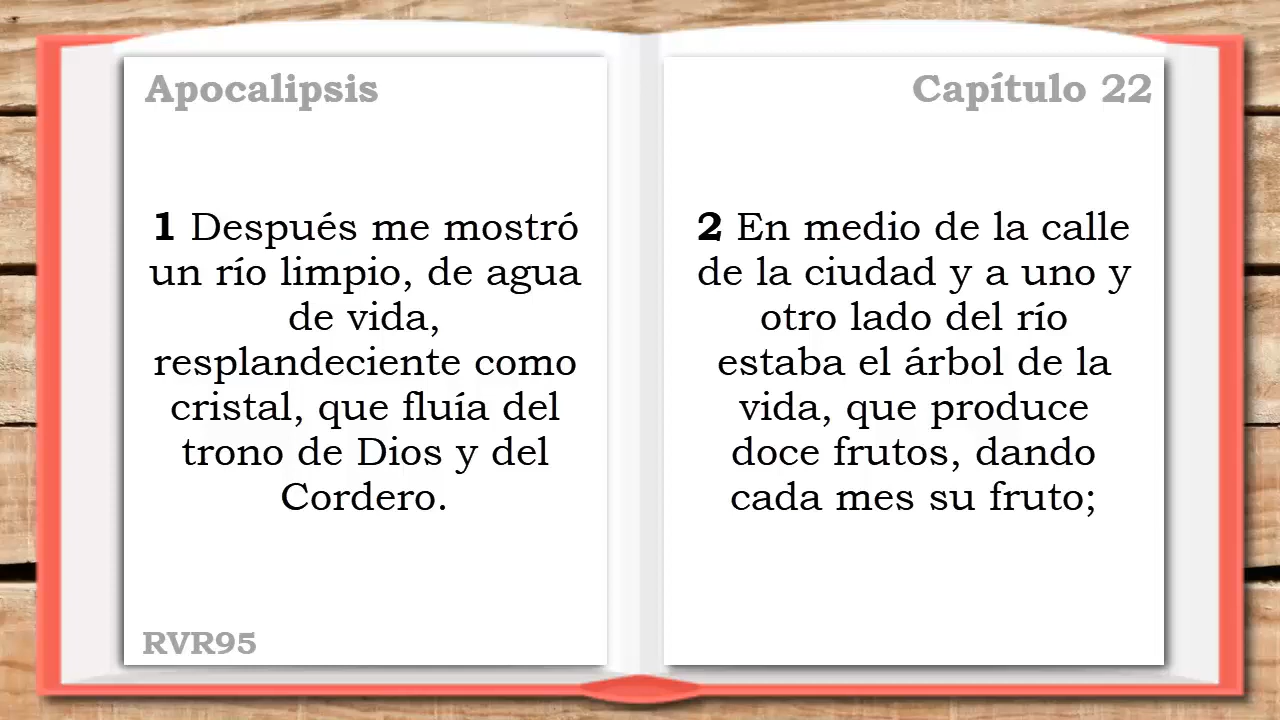 Apocalipsis
1 Después me mostró
un río limpio, de agua
de vida,
resplandeciente como
cristal, que fluía del
trono de Dios y del
Cordero.
RVR95
Capítulo 22
2 En medio de la calle
de la ciudad y a uno y
otro lado del río
estaba el árbol de la
vida, que produce
doce frutos, dando
cada mes su fruto;